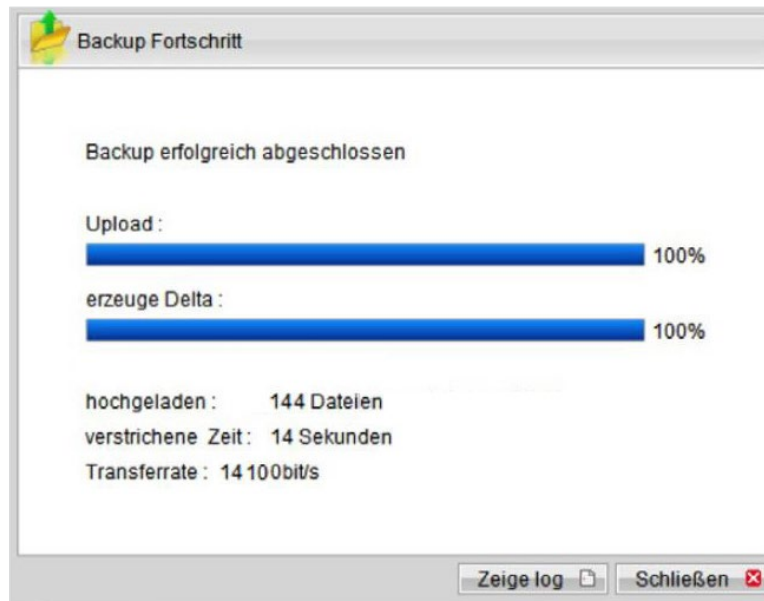 Backup Fortschritt
Backup erfolgreich abgeschlossen
Upload :
100%
erzeuge Delta :
100%
hochgeladen : 144 Dateien
verstrichene Zeit : 14 Sekunden
Transferrate : 14100bit/s
Zeige log
Schließen